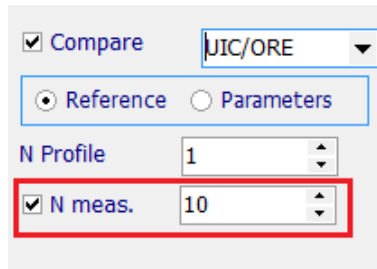 Compare UIC/ORE
Reference Parameters
N Profile 1
N meas. 10